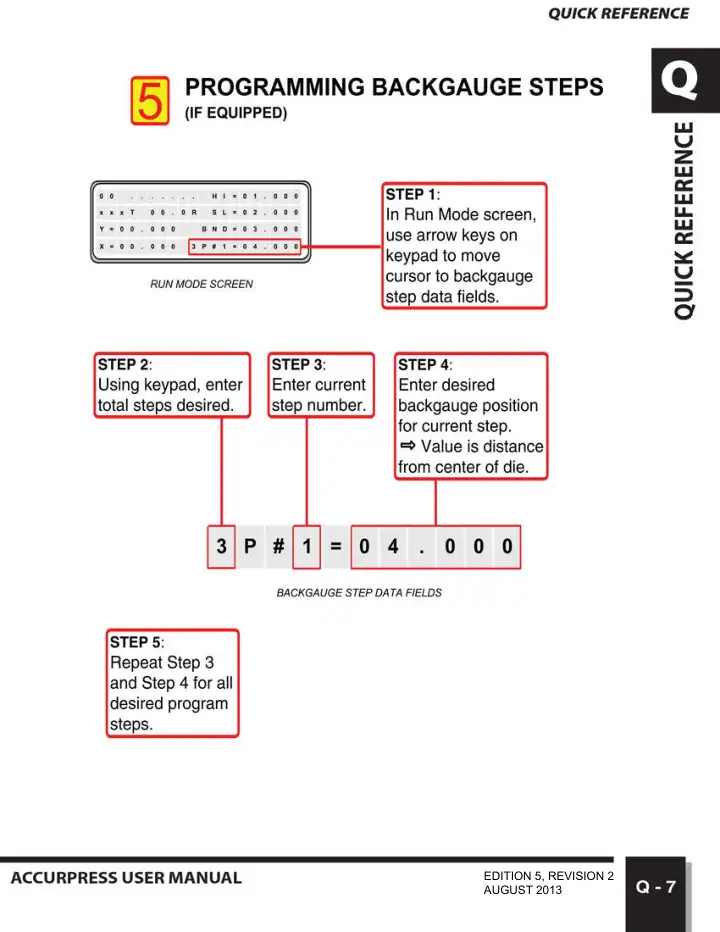 QUICK REFERENCE
Q
QUICK REFERENCE
5
PROGRAMMING BACKGAUGE STEPS
(IF EQUIPPED)
0 0 . . . . . . . H I = 0 1 . 0 0 0
x x x T 0 0 . 0 R S L = 0 2 . 0 0 0
Y = 0 0 . 0 0 0 B N D = 0 3 . 0 0 0
X = 0 0 . 0 0 0 3 P # 1 = 0 4 . 0 0 0
RUN MODE SCREEN
STEP 1:
In Run Mode screen,
use arrow keys on
keypad to move
cursor to backgauge
step data fields.
STEP 2:
Using keypad, enter
total steps desired.
STEP 3:
Enter current
step number.
STEP 4:
Enter desired
backgauge position
for current step.
⇨ Value is distance
from center of die.
3 P # 1 = 0 4 . 0 0 0
BACKGAUGE STEP DATA FIELDS
STEP 5:
Repeat Step 3
and Step 4 for all
desired program
steps.
ACCURPRESS USER MANUAL
EDITION 5, REVISION 2
AUGUST 2013
Q - 7